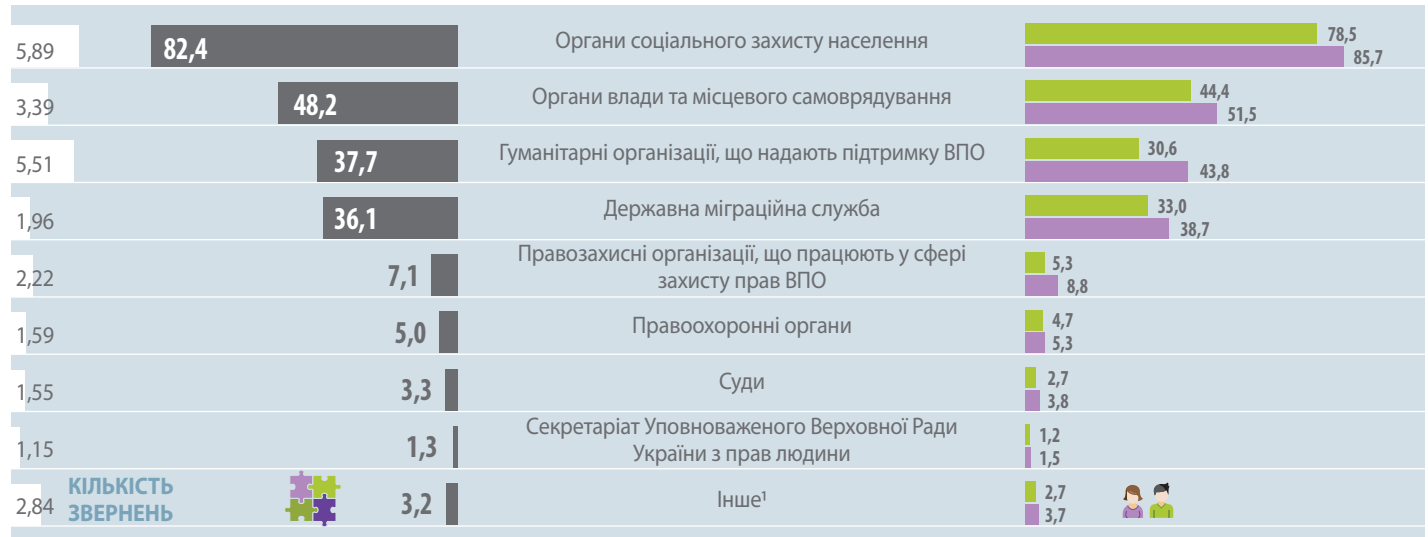 5,89
82,4
Органи соціального захисту населення
78,5
85,7
3,39
48,2
Органи влади та місцевого самоврядування
44,4
51,5
5,51
37,7
Гуманітарні організації, що надають підтримку ВПО
30,6
43,8
1,96
36,1
Державна міграційна служба
33,0
38,7
2,22
7,1
Правозахисні організації, що працюють у сфері
захисту прав ВПО
5,3
8,8
1,59
5,0
Правоохоронні органи
4,7
5,3
1,55
3,3
Суди
2,7
3,8
1,15
1,3
Секретаріат Уповноваженого Верховної Ради
України з прав людини
1,2
1,5
2,84
КІЛЬКІСТЬ
ЗВЕРНЕНЬ
3,2
Інше¹
2,7
3,7